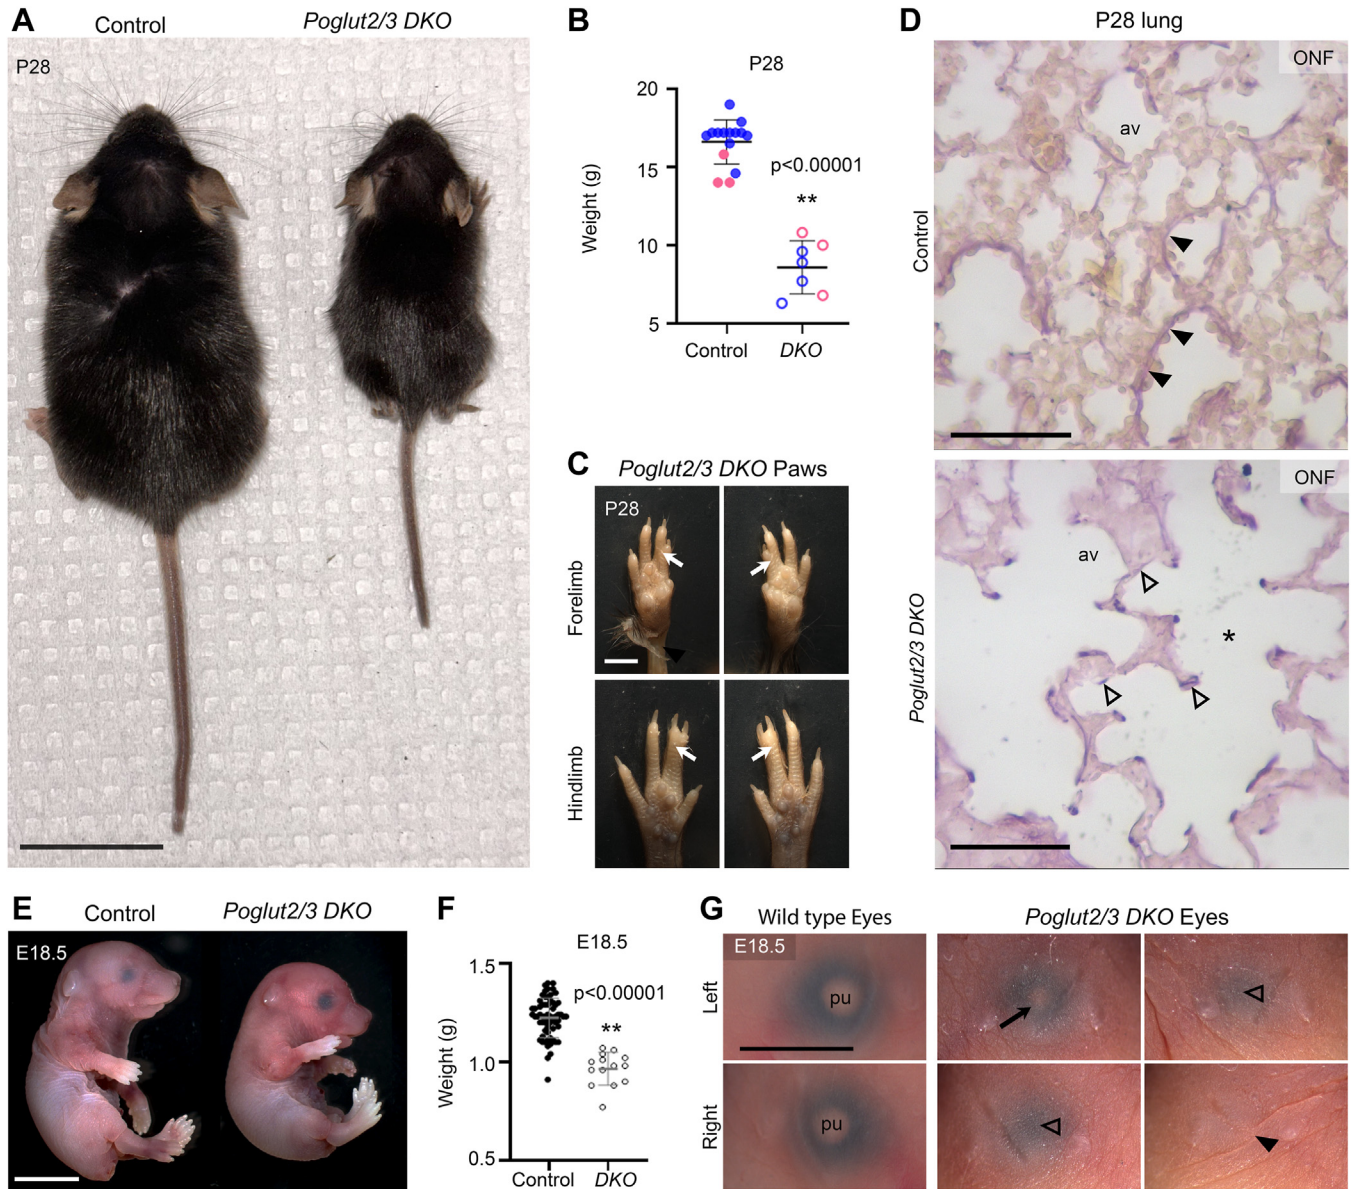 A
Control
Poglut2/3 DKO
P28
B
P28
20
15
10
5
Weight (g)
p<0.00001
**
Control
DKO
C
Poglut2/3 DKO Paws
P28
Forelimb
Hindlimb
D
P28 lung
Control
ONF
av
Poglut2/3 DKO
ONF
av
*
E
Control
Poglut2/3 DKO
E18.5
F
E18.5
1.5
1.0
0.5
Weight (g)
p<0.00001
**
Control
DKO
G
Wild type Eyes
Poglut2/3 DKO Eyes
E18.5
Left
pu
Right
pu